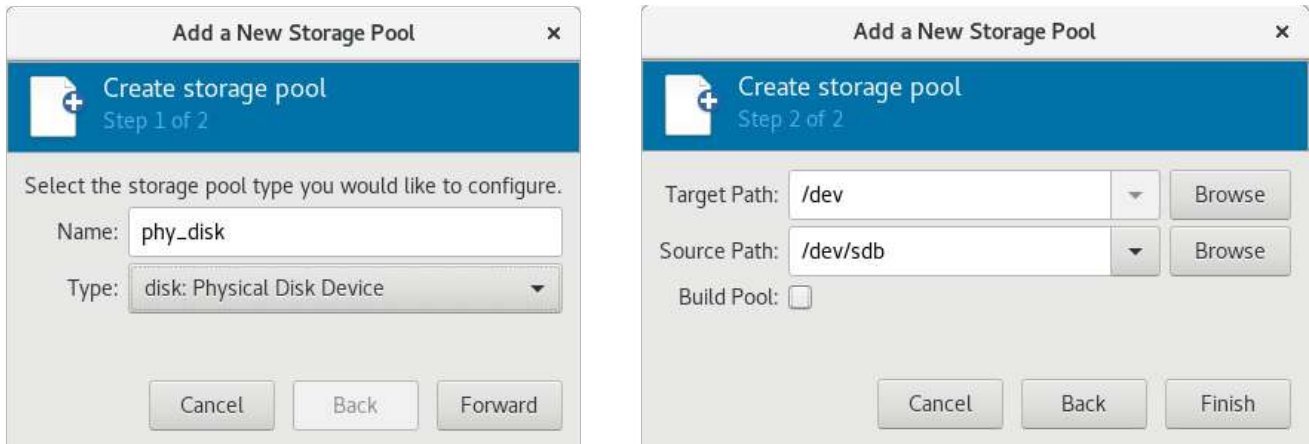 Add a New Storage Pool ×
Create storage pool
Step 1 of 2
Select the storage pool type you would like to configure.
Name: phy_disk
Type: disk: Physical Disk Device
Cancel Back Forward
Add a New Storage Pool ×
Create storage pool
Step 2 of 2
Target Path: /dev Browse
Source Path: /dev/sdb Browse
Build Pool:
Cancel Back Finish